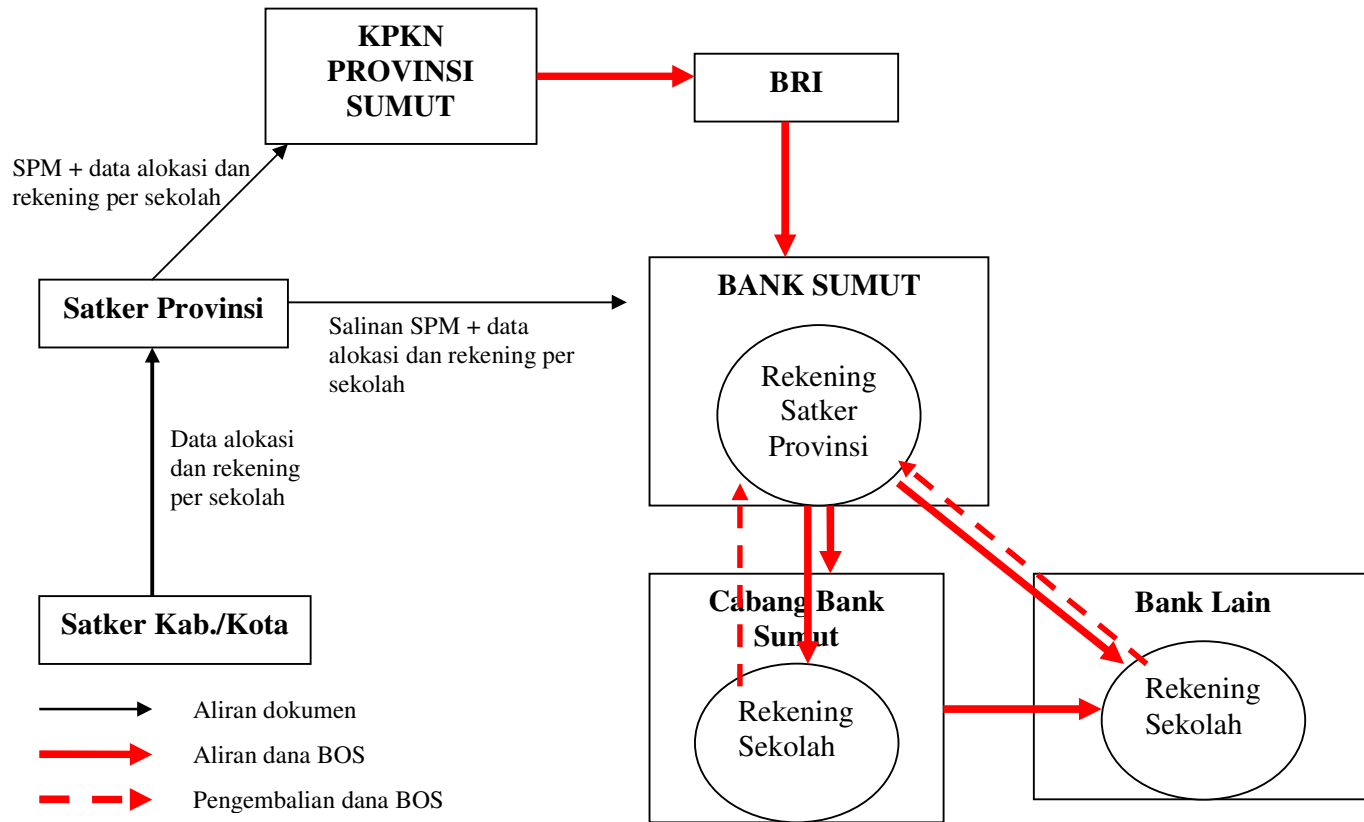 KPKN
PROVINSI
SUMUT
BRI
SPM + data alokasi dan
rekening per sekolah
Satker Provinsi
Salinan SPM + data
alokasi dan rekening per
sekolah
BANK SUMUT
Rekening
Satker
Provinsi
Data alokasi
dan rekening
per sekolah
Satker Kab./Kota
Cabang Bank
Sumut
Rekening
Sekolah
Bank Lain
Rekening
Sekolah
Aliran dokumen
Aliran dana BOS
Pengembalian dana BOS